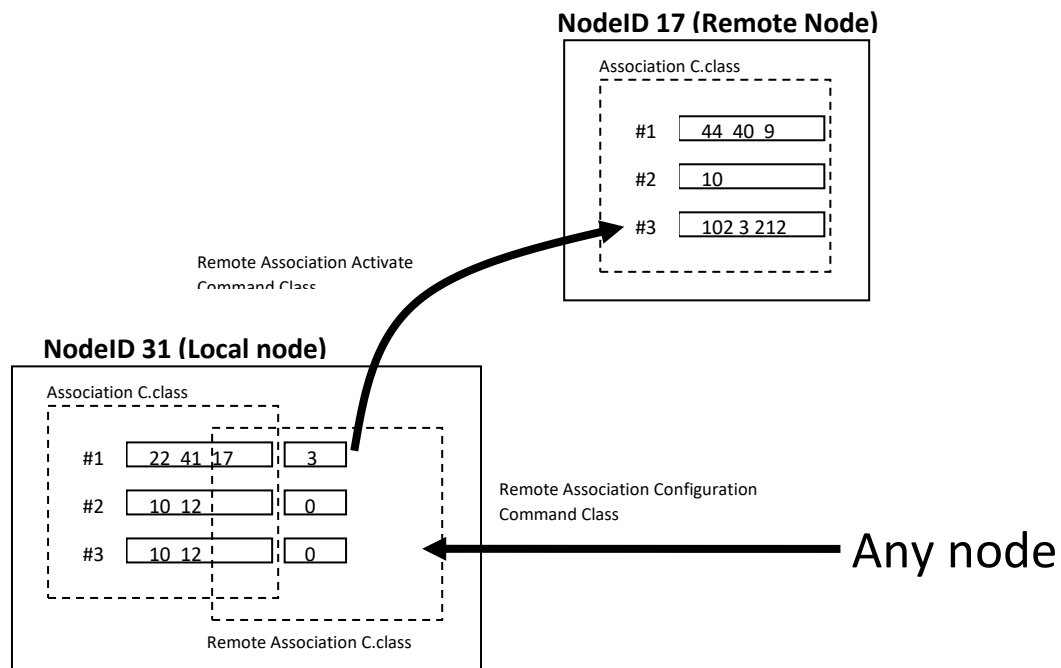 NodeID 17 (Remote Node)
Association C.class
#1 44 40 9
#2 10
#3 102 3 212
Remote Association Activate
Command Class
NodeID 31 (Local node)
Association C.class
#1 22 41 17 3
#2 10 12 0
#3 10 12 0
Remote Association Configuration
Command Class
Any node
Remote Association C.class